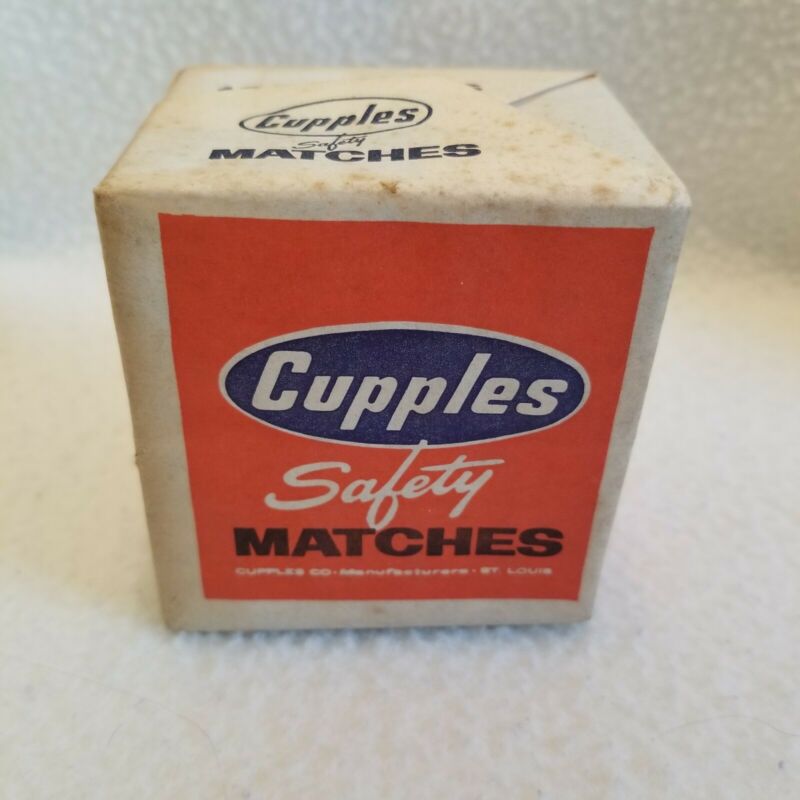 Cupples
Safety
MATCHES
Cupples
Safety
MATCHES
CUPPLES CO • Manufacturers • ST. LOUIS